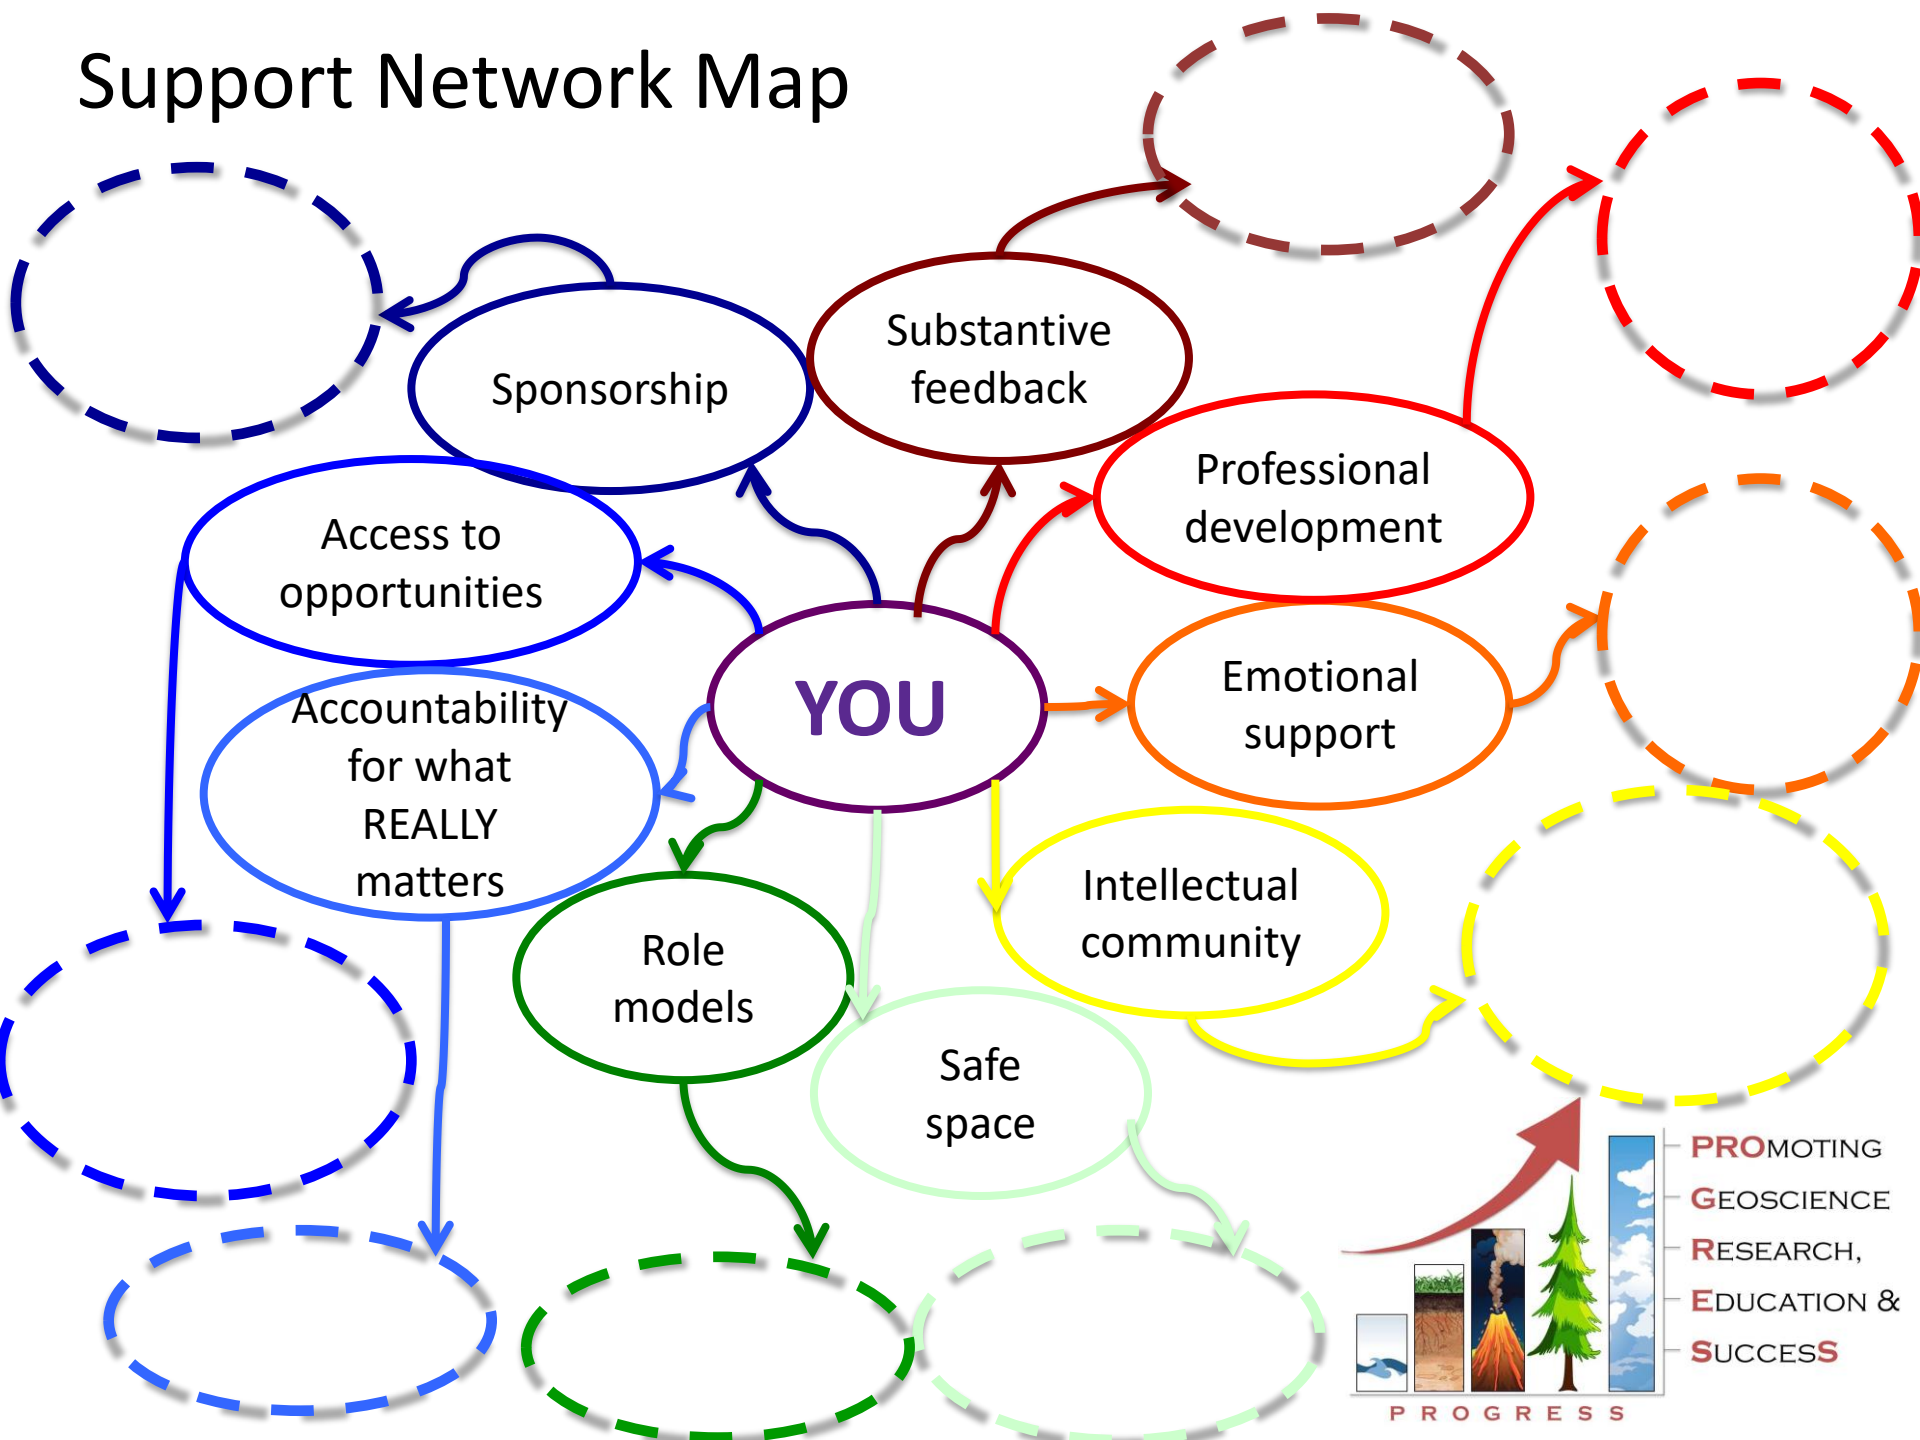 Support Network Map
Substantive
feedback
Sponsorship
Professional
development
Access to
opportunities
YOU
Emotional
support
Accountability
for what
REALLY
matters
Intellectual
community
Role
models
Safe
space
PROMOTING
GEOSCIENCE
RESEARCH,
EDUCATION &
SUCCESS
PROGRESS